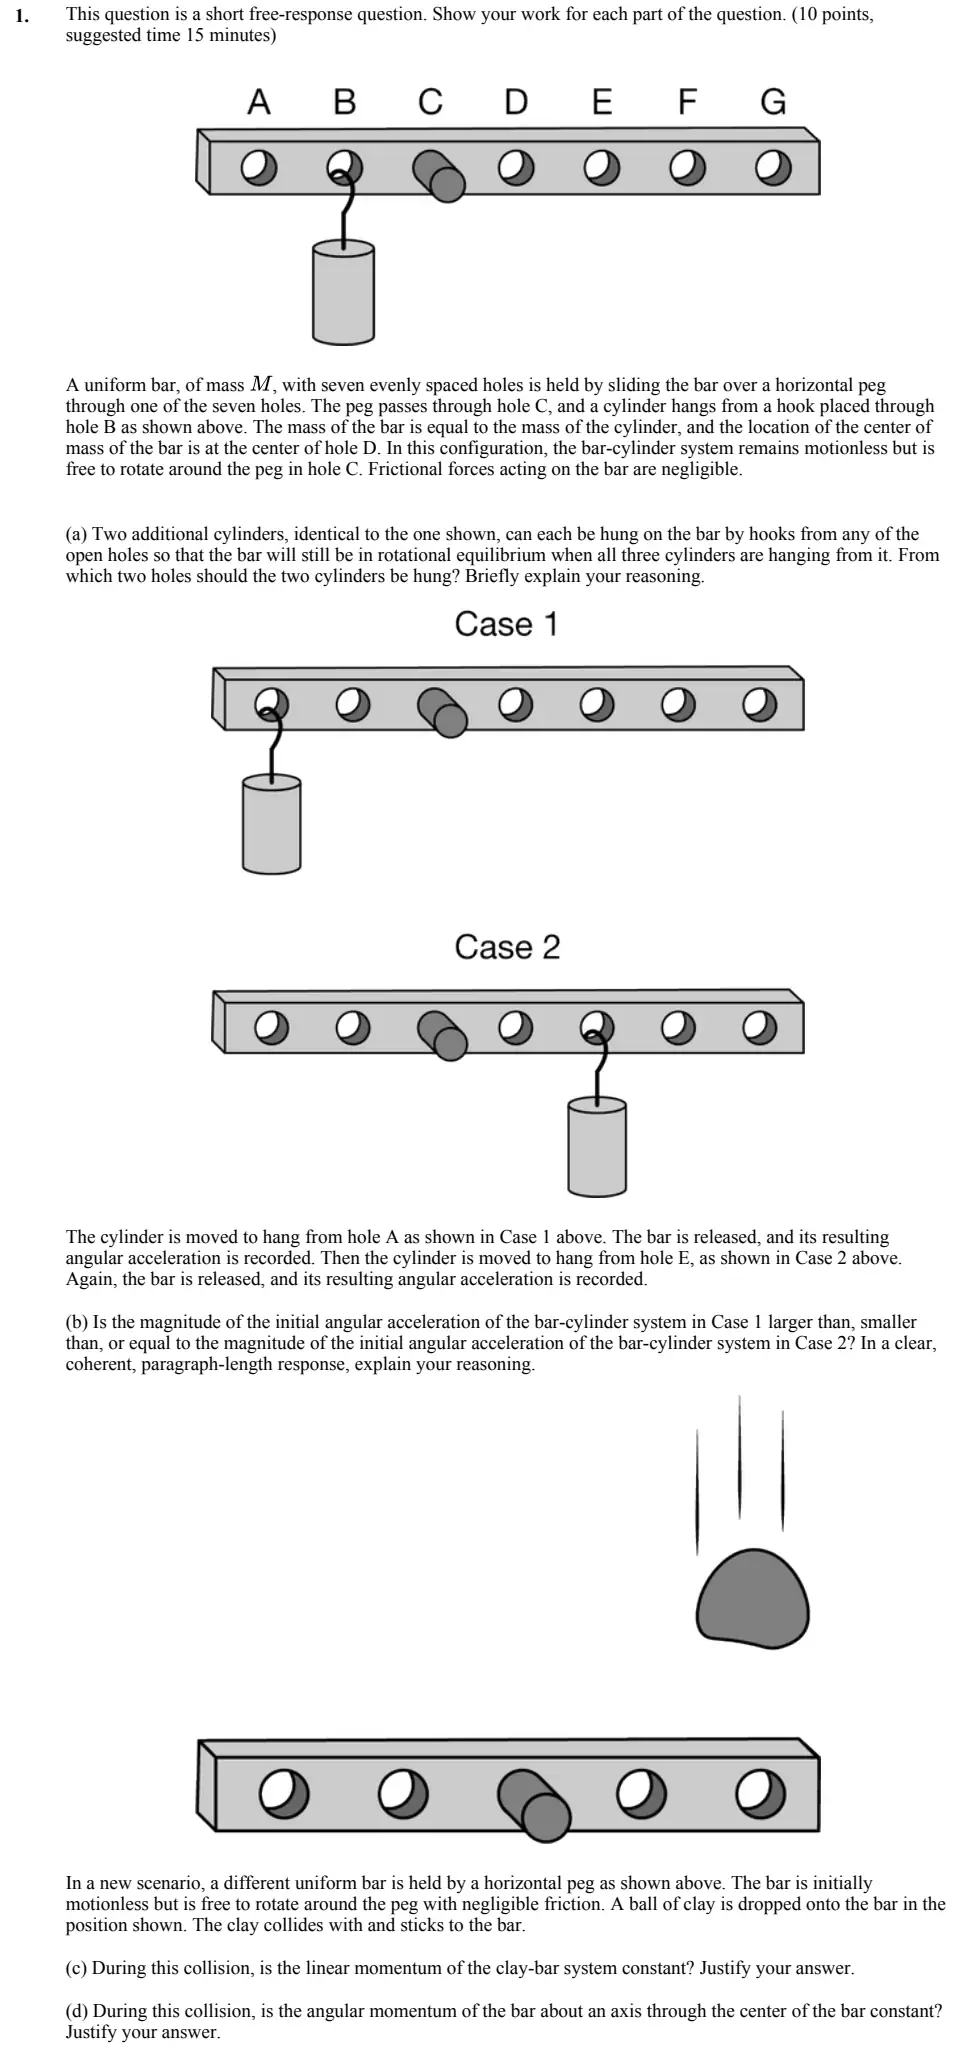 1. This question is a short free-response question. Show your work for each part of the question. (10 points,
suggested time 15 minutes)
A B C D E F G
A uniform bar, of mass M, with seven evenly spaced holes is held by sliding the bar over a horizontal peg
through one of the seven holes. The peg passes through hole C, and a cylinder hangs from a hook placed through
hole B as shown above. The mass of the bar is equal to the mass of the cylinder, and the location of the center of
mass of the bar is at the center of hole D. In this configuration, the bar-cylinder system remains motionless but is
free to rotate around the peg in hole C. Frictional forces acting on the bar are negligible.
(a) Two additional cylinders, identical to the one shown, can each be hung on the bar by hooks from any of the
open holes so that the bar will still be in rotational equilibrium when all three cylinders are hanging from it. From
which two holes should the two cylinders be hung? Briefly explain your reasoning.
Case 1
Case 2
The cylinder is moved to hang from hole A as shown in Case 1 above. The bar is released, and its resulting
angular acceleration is recorded. Then the cylinder is moved to hang from hole E, as shown in Case 2 above.
Again, the bar is released, and its resulting angular acceleration is recorded.
(b) Is the magnitude of the initial angular acceleration of the bar-cylinder system in Case 1 larger than, smaller
than, or equal to the magnitude of the initial angular acceleration of the bar-cylinder system in Case 2? In a clear,
coherent, paragraph-length response, explain your reasoning.
In a new scenario, a different uniform bar is held by a horizontal peg as shown above. The bar is initially
motionless but is free to rotate around the peg with negligible friction. A ball of clay is dropped onto the bar in the
position shown. The clay collides with and sticks to the bar.
(c) During this collision, is the linear momentum of the clay-bar system constant? Justify your answer.
(d) During this collision, is the angular momentum of the bar about an axis through the center of the bar constant?
Justify your answer.